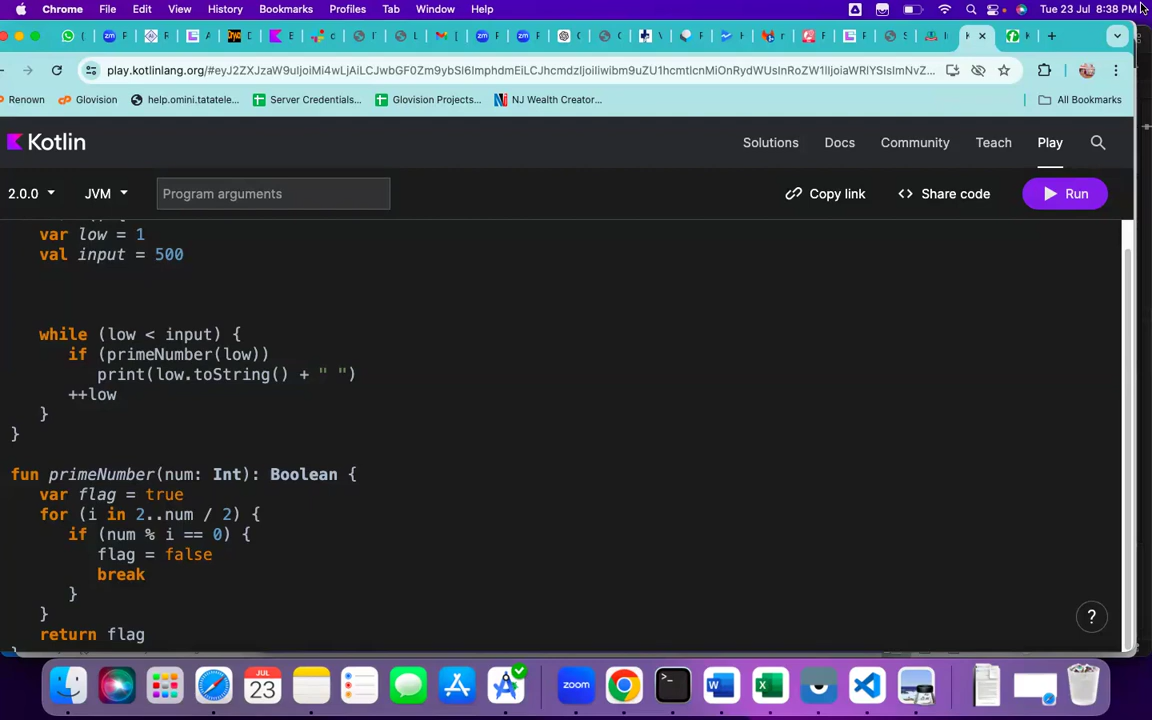 Chrome File Edit View History Bookmarks Profiles Tab Window Help Tue 23 Jul 8:38 PM
play.kotlinlang.org/#eyJ2ZXJzaW9uIjoiMi4wLjAiLCJwbGF0Zm9ybSI6ImphdmEiLCJhcmdzIjoiIiwibm9uZU1hcmtlcnMiOnRydWUsInRoZW1lIjoiaWRlYSIsImNvZ...
Renown Glovision help.omini.tatatele... Server Credentials... Glovision Projects... NJ Wealth Creator... All Bookmarks
Kotlin Solutions Docs Community Teach Play
2.0.0 JVM Program arguments Copy link Share code Run
var low = 1
val input = 500
while (low < input) {
if (primeNumber(low))
print(low.toString() + " ")
++low
}
}
fun primeNumber(num: Int): Boolean {
var flag = true
for (i in 2..num / 2) {
if (num % i == 0) {
flag = false
break
}
}
return flag
?
JUL
23
zoom